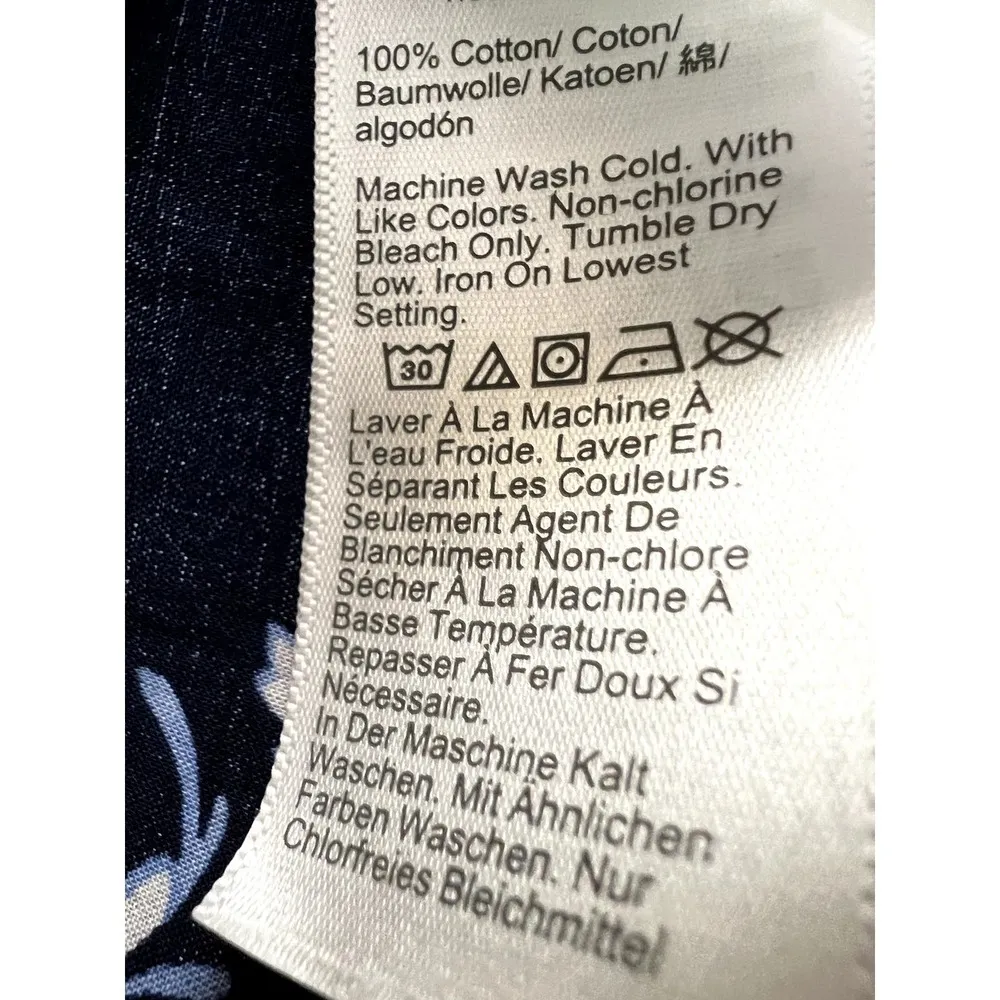 100% Cotton/ Coton/
Baumwolle/ Katoen/ 綿/
algodón
Machine Wash Cold. With
Like Colors. Non-chlorine
Bleach Only. Tumble Dry
Low. Iron On Lowest
Setting.
30
Laver À La Machine À
L'eau Froide. Laver En
Séparant Les Couleurs.
Seulement Agent De
Blanchiment Non-chlore
Sécher À La Machine À
Basse Température.
Repasser À Fer Doux Si
Nécessaire.
In Der Maschine Kalt
Waschen. Mit Ähnlichen
Farben Waschen. Nur
Chlorfreies Bleichmittel